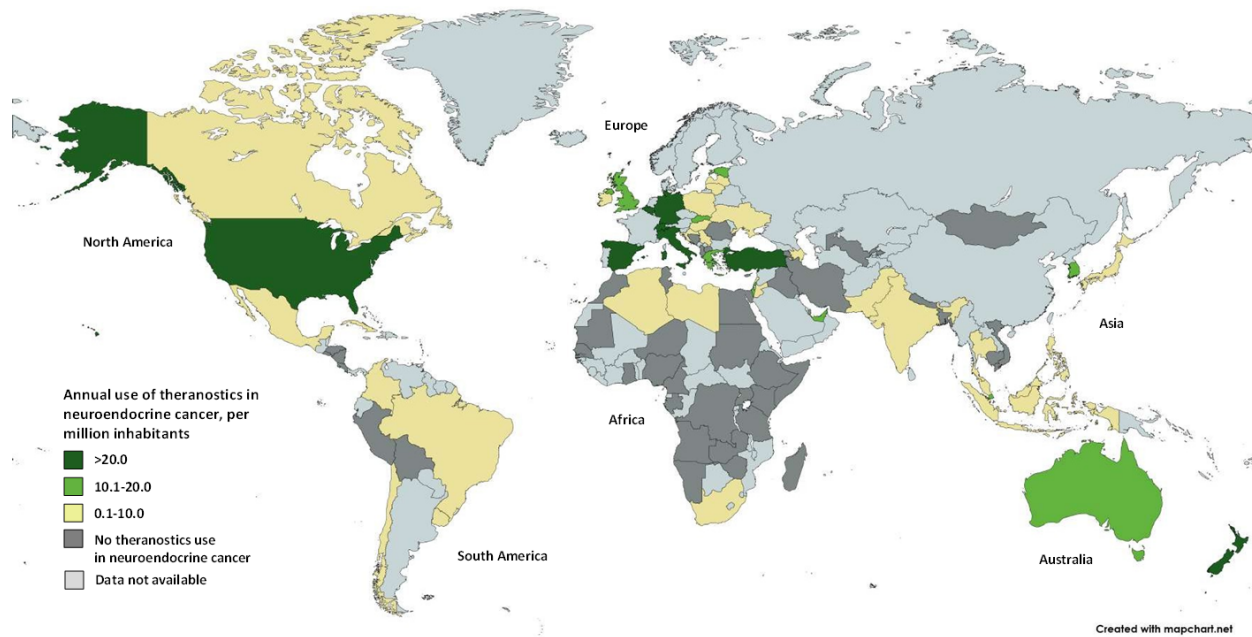 Europe
North America
Asia
Africa
South America
Australia
Annual use of theranostics in
neuroendocrine cancer, per
million inhabitants
>20.0
10.1-20.0
0.1-10.0
No theranostics use
in neuroendocrine cancer
Data not available
Created with mapchart.net